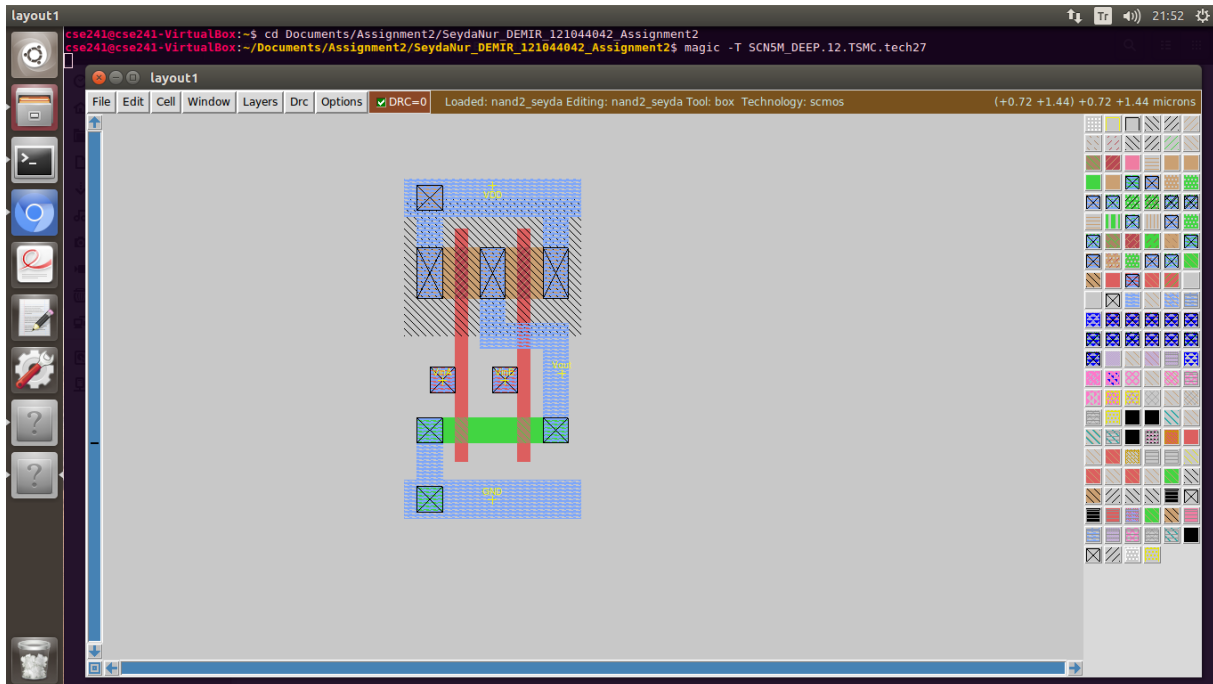 layout1
Tr
21:52
cse241@cse241-VirtualBox:~$ cd Documents/Assignment2/SeydaNur_DEMIR_121044042_Assignment2
cse241@cse241-VirtualBox:~/Documents/Assignment2/SeydaNur_DEMIR_121044042_Assignment2$ magic -T SCN5M_DEEP.12.TSMC.tech27
layout1
File Edit Cell Window Layers Drc Options DRC=0 Loaded: nand2_seyda Editing: nand2_seyda Tool: box Technology: scmos (+0.72 +1.44) +0.72 +1.44 microns
VDD
Vout
GND